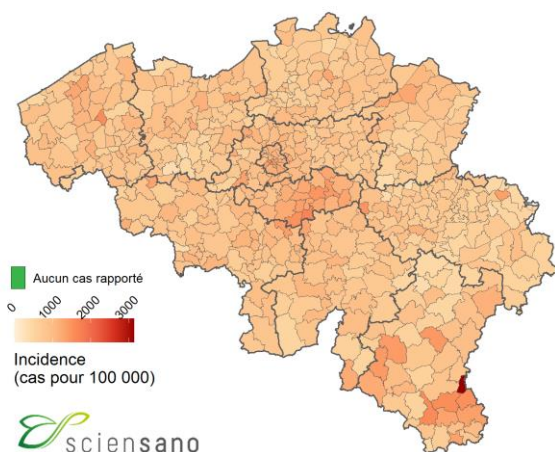 Aucun cas rapporté
0 1000 2000 3000
Incidence
(cas pour 100 000)
sciensano